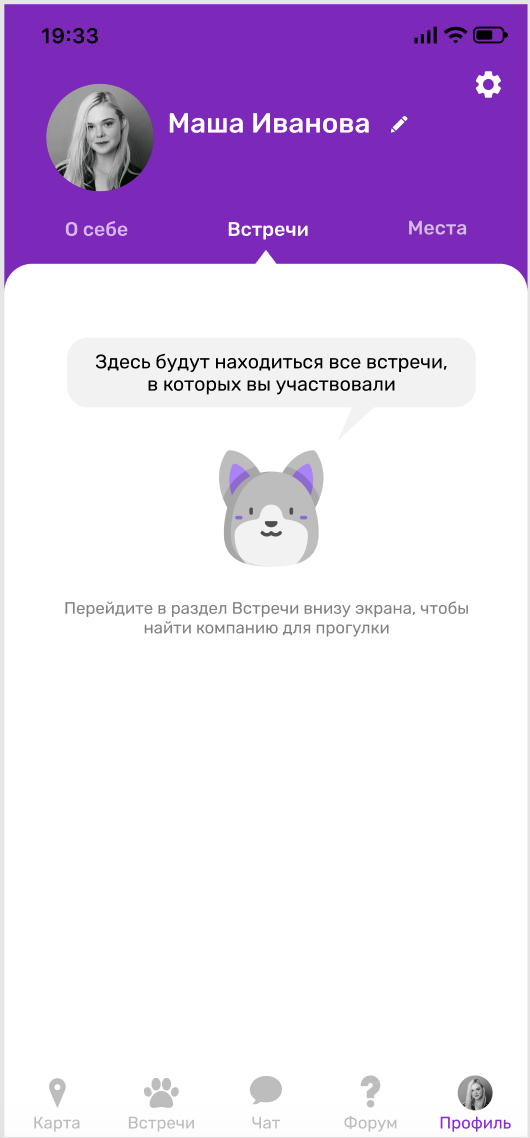 19:33
Маша Иванова
О себе
Встречи
Места
Здесь будут находиться все встречи,
в которых вы участвовали
Перейдите в раздел Встречи внизу экрана, чтобы
найти компанию для прогулки
Карта
Встречи
Чат
Форум
Профиль